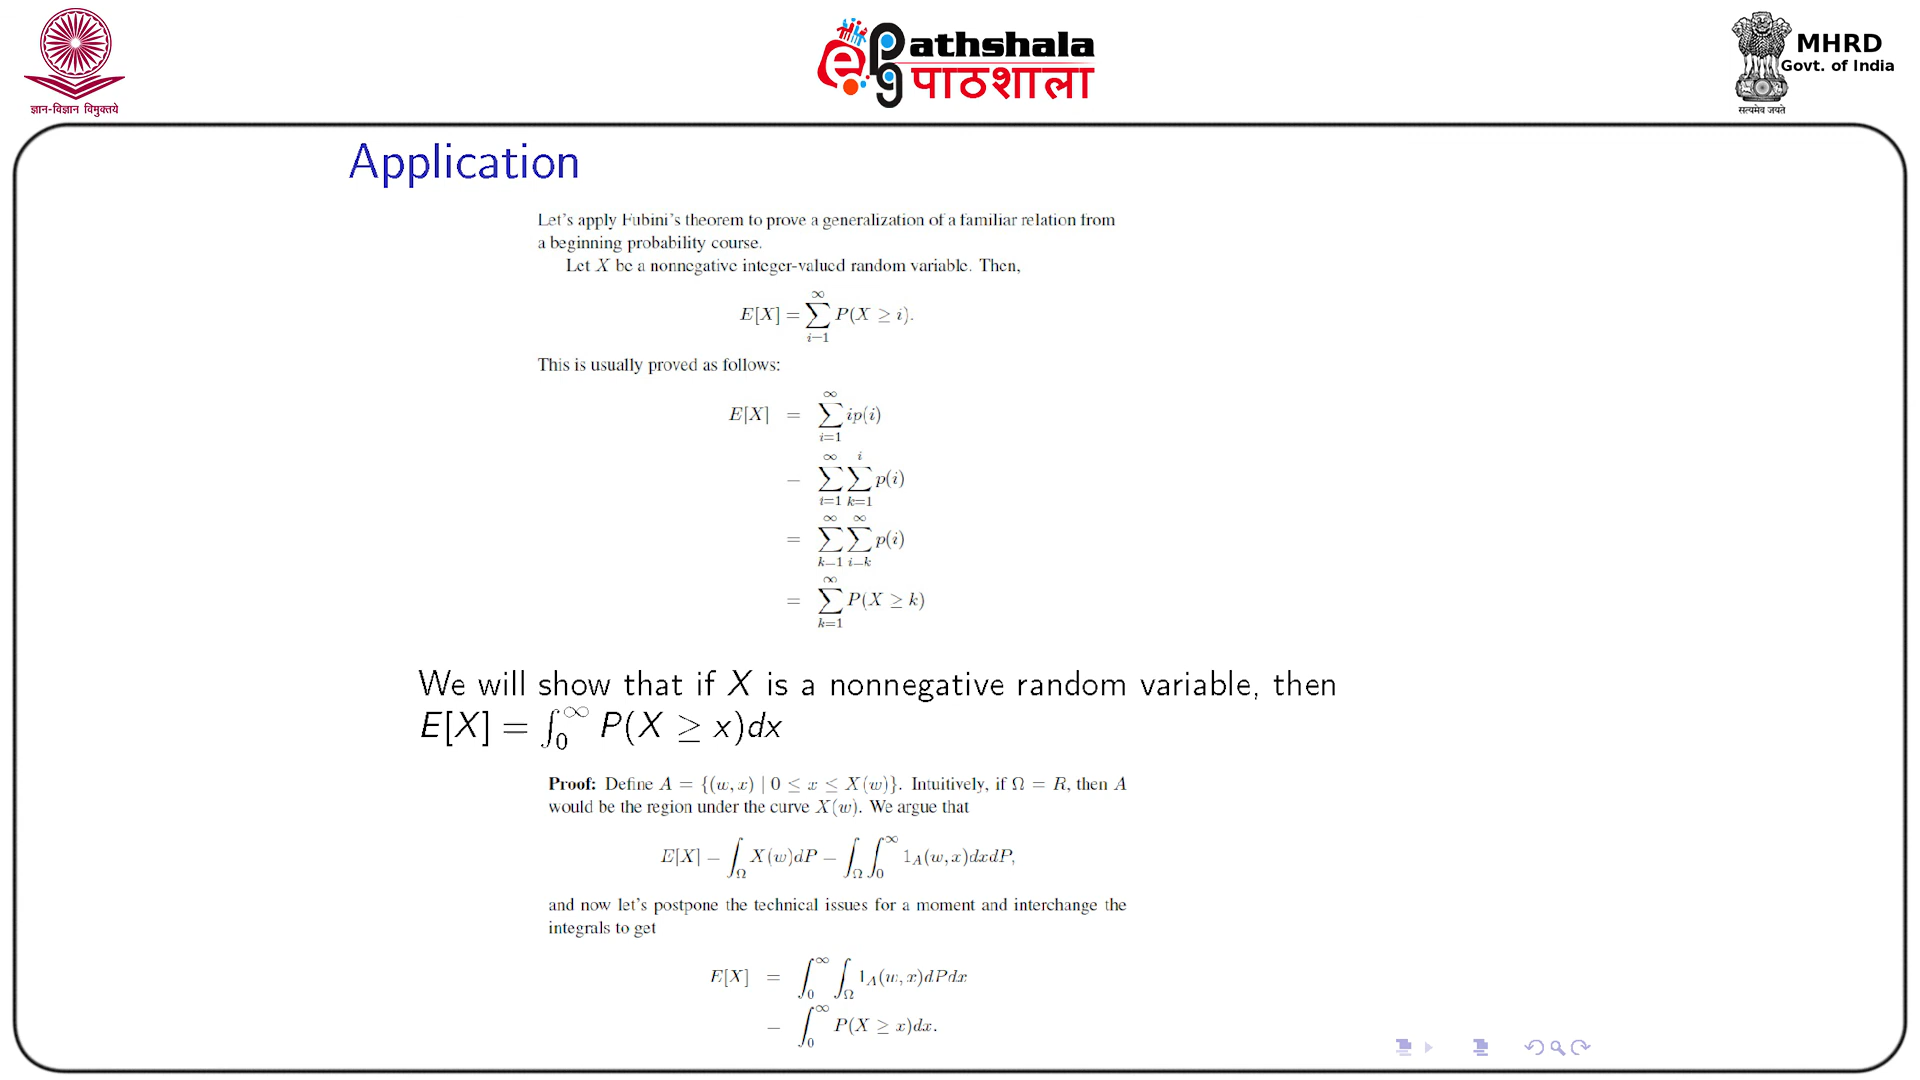 ज्ञान-विज्ञान विमुक्तये
ePG Pathshala
पाठशाला
MHRD
Govt. of India
सत्यमेव जयते
Application
Let's apply Fubini's theorem to prove a generalization of a familiar relation from
a beginning probability course.
Let X be a nonnegative integer-valued random variable. Then,
E[X] = ∑_{i=1}^{∞} P(X ≥ i).
This is usually proved as follows:
E[X] = ∑_{i=1}^{∞} ip(i)
= ∑_{i=1}^{∞} ∑_{k=1}^{i} p(i)
= ∑_{k=1}^{∞} ∑_{i=k}^{∞} p(i)
= ∑_{k=1}^{∞} P(X ≥ k)
We will show that if X is a nonnegative random variable, then
E[X] = ∫_0^∞ P(X ≥ x)dx
Proof: Define A = {(w, x) | 0 ≤ x ≤ X(w)}. Intuitively, if Ω = R, then A
would be the region under the curve X(w). We argue that
E[X] = ∫_Ω X(w)dP = ∫_Ω ∫_0^∞ 1_A(w, x)dxdP,
and now let's postpone the technical issues for a moment and interchange the
integrals to get
E[X] = ∫_0^∞ ∫_Ω 1_A(w, x)dPdx
= ∫_0^∞ P(X ≥ x)dx.